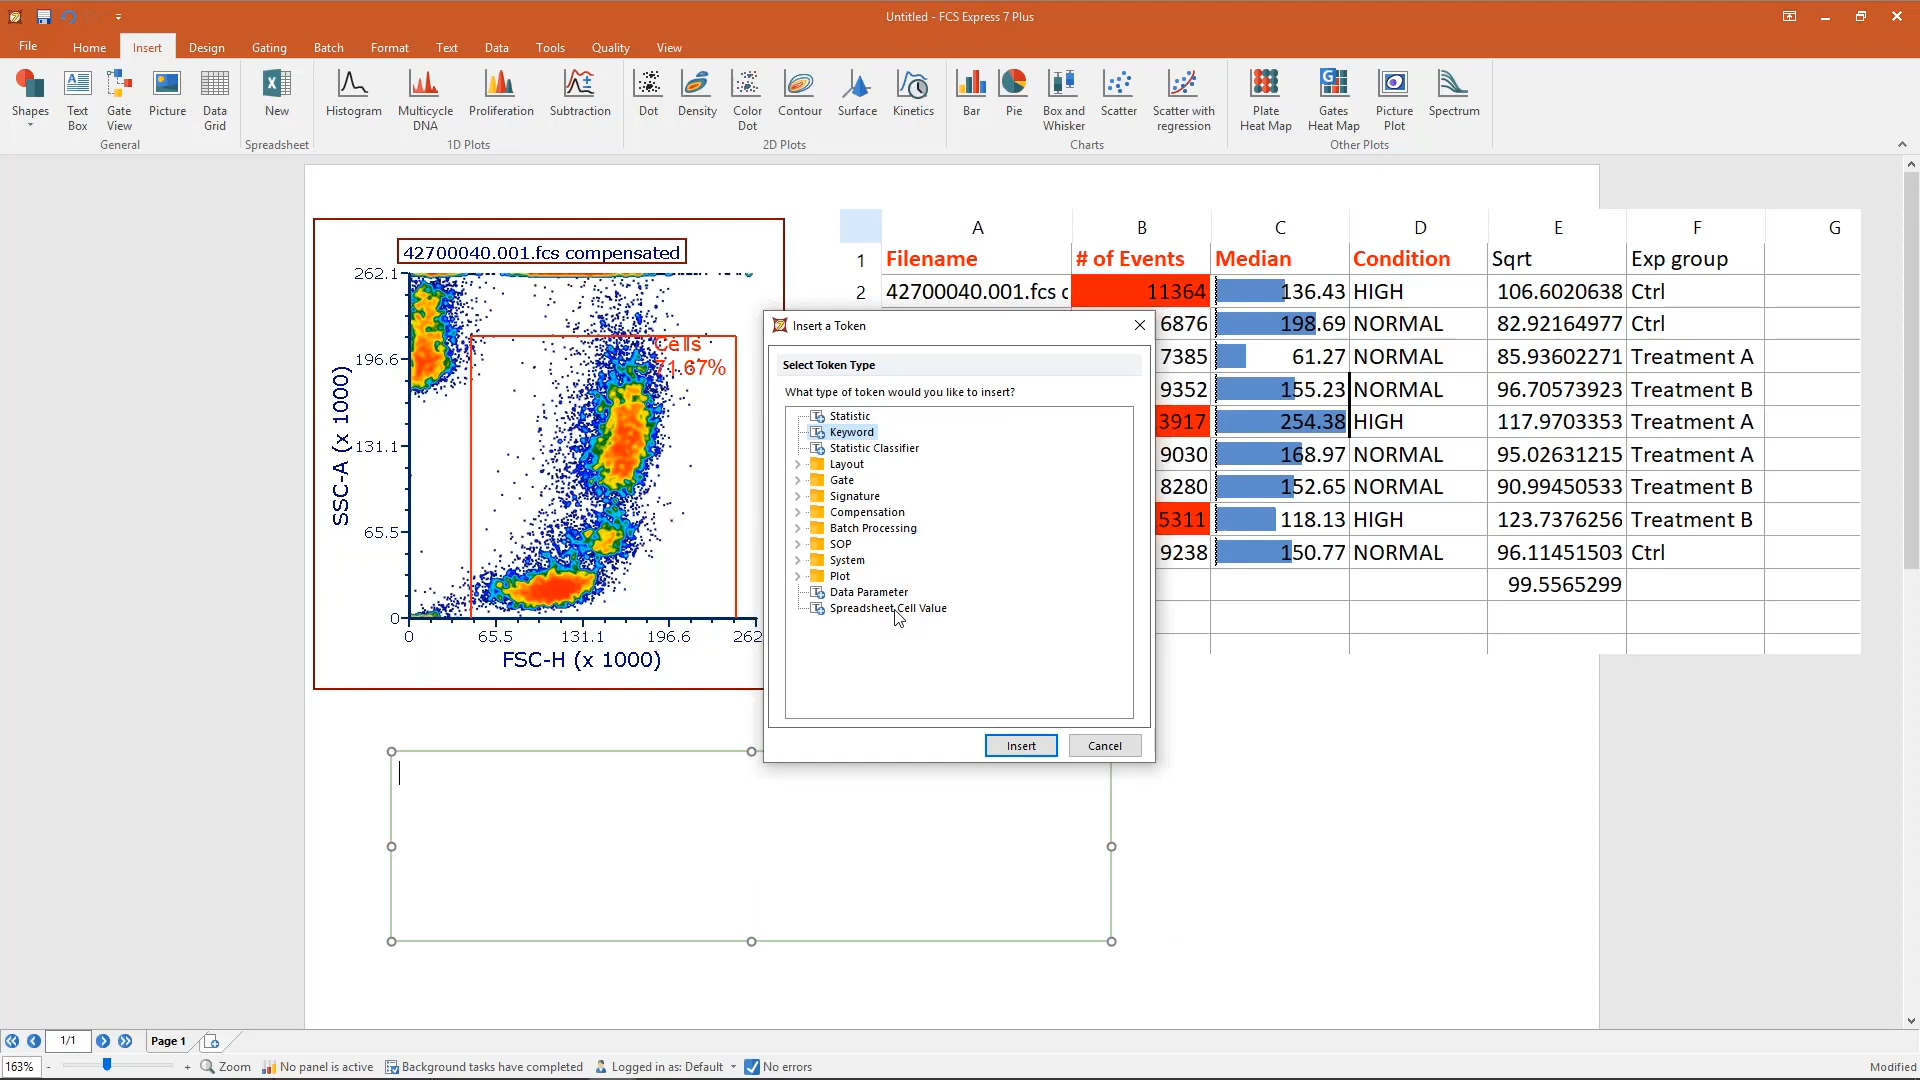 Untitled - FCS Express 7 Plus
File Home Insert Design Gating Batch Format Text Data Tools Quality View
Shapes
Text Box
Gate View
Picture
Data Grid
New
Histogram
Multicycle DNA
Proliferation
Subtraction
Dot
Density
Color Dot
Contour
Surface
Kinetics
Bar
Pie
Box and Whisker
Scatter
Scatter with regression
Plate Heat Map
Gates Heat Map
Picture Plot
Spectrum
General Spreadsheet 1D Plots 2D Plots Charts Other Plots
42700040.001.fcs compensated
262.1
196.6
131.1
65.5
0
SSC-A (x 1000)
Cells
71.67%
0 65.5 131.1 196.6 262
FSC-H (x 1000)
A B C D E F G
1 Filename # of Events Median Condition Sqrt Exp group
2 42700040.001.fcs c 11364 136.43 HIGH 106.6020638 Ctrl
6876 198.69 NORMAL 82.92164977 Ctrl
7385 61.27 NORMAL 85.93602271 Treatment A
9352 155.23 NORMAL 96.70573923 Treatment B
3917 254.38 HIGH 117.9703353 Treatment A
9030 168.97 NORMAL 95.02631215 Treatment A
8280 152.65 NORMAL 90.99450533 Treatment B
5311 118.13 HIGH 123.7376256 Treatment B
9238 150.77 NORMAL 96.11451503 Ctrl
99.5565299
Insert a Token
Select Token Type
What type of token would you like to insert?
Statistic
Keyword
Statistic Classifier
Layout
Gate
Signature
Compensation
Batch Processing
SOP
System
Plot
Data Parameter
Spreadsheet Cell Value
Insert Cancel
1/1 Page 1
163% - + Zoom No panel is active Background tasks have completed Logged in as: Default No errors Modified